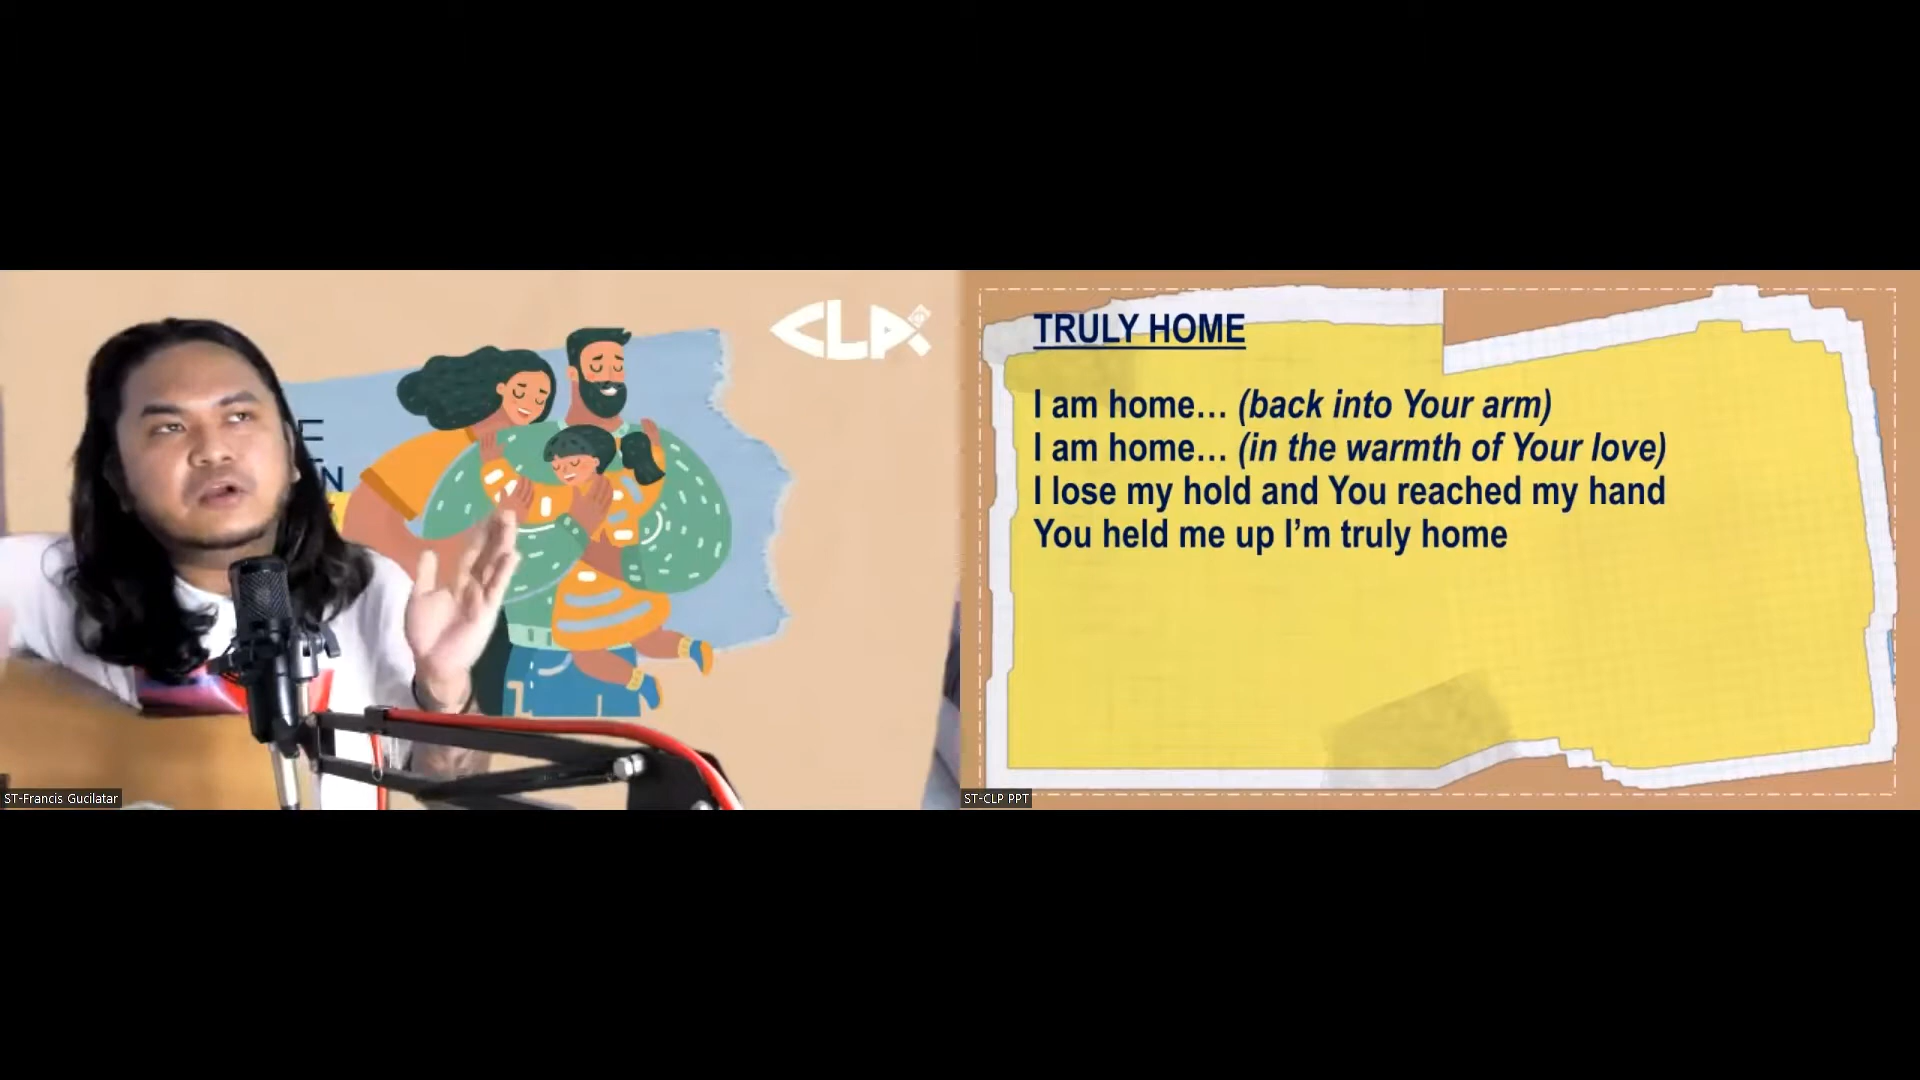 CLP
N
ST-Francis Gucilatar
TRULY HOME
I am home... (back into Your arm)
I am home... (in the warmth of Your love)
I lose my hold and You reached my hand
You held me up I’m truly home
ST-CLP PPT